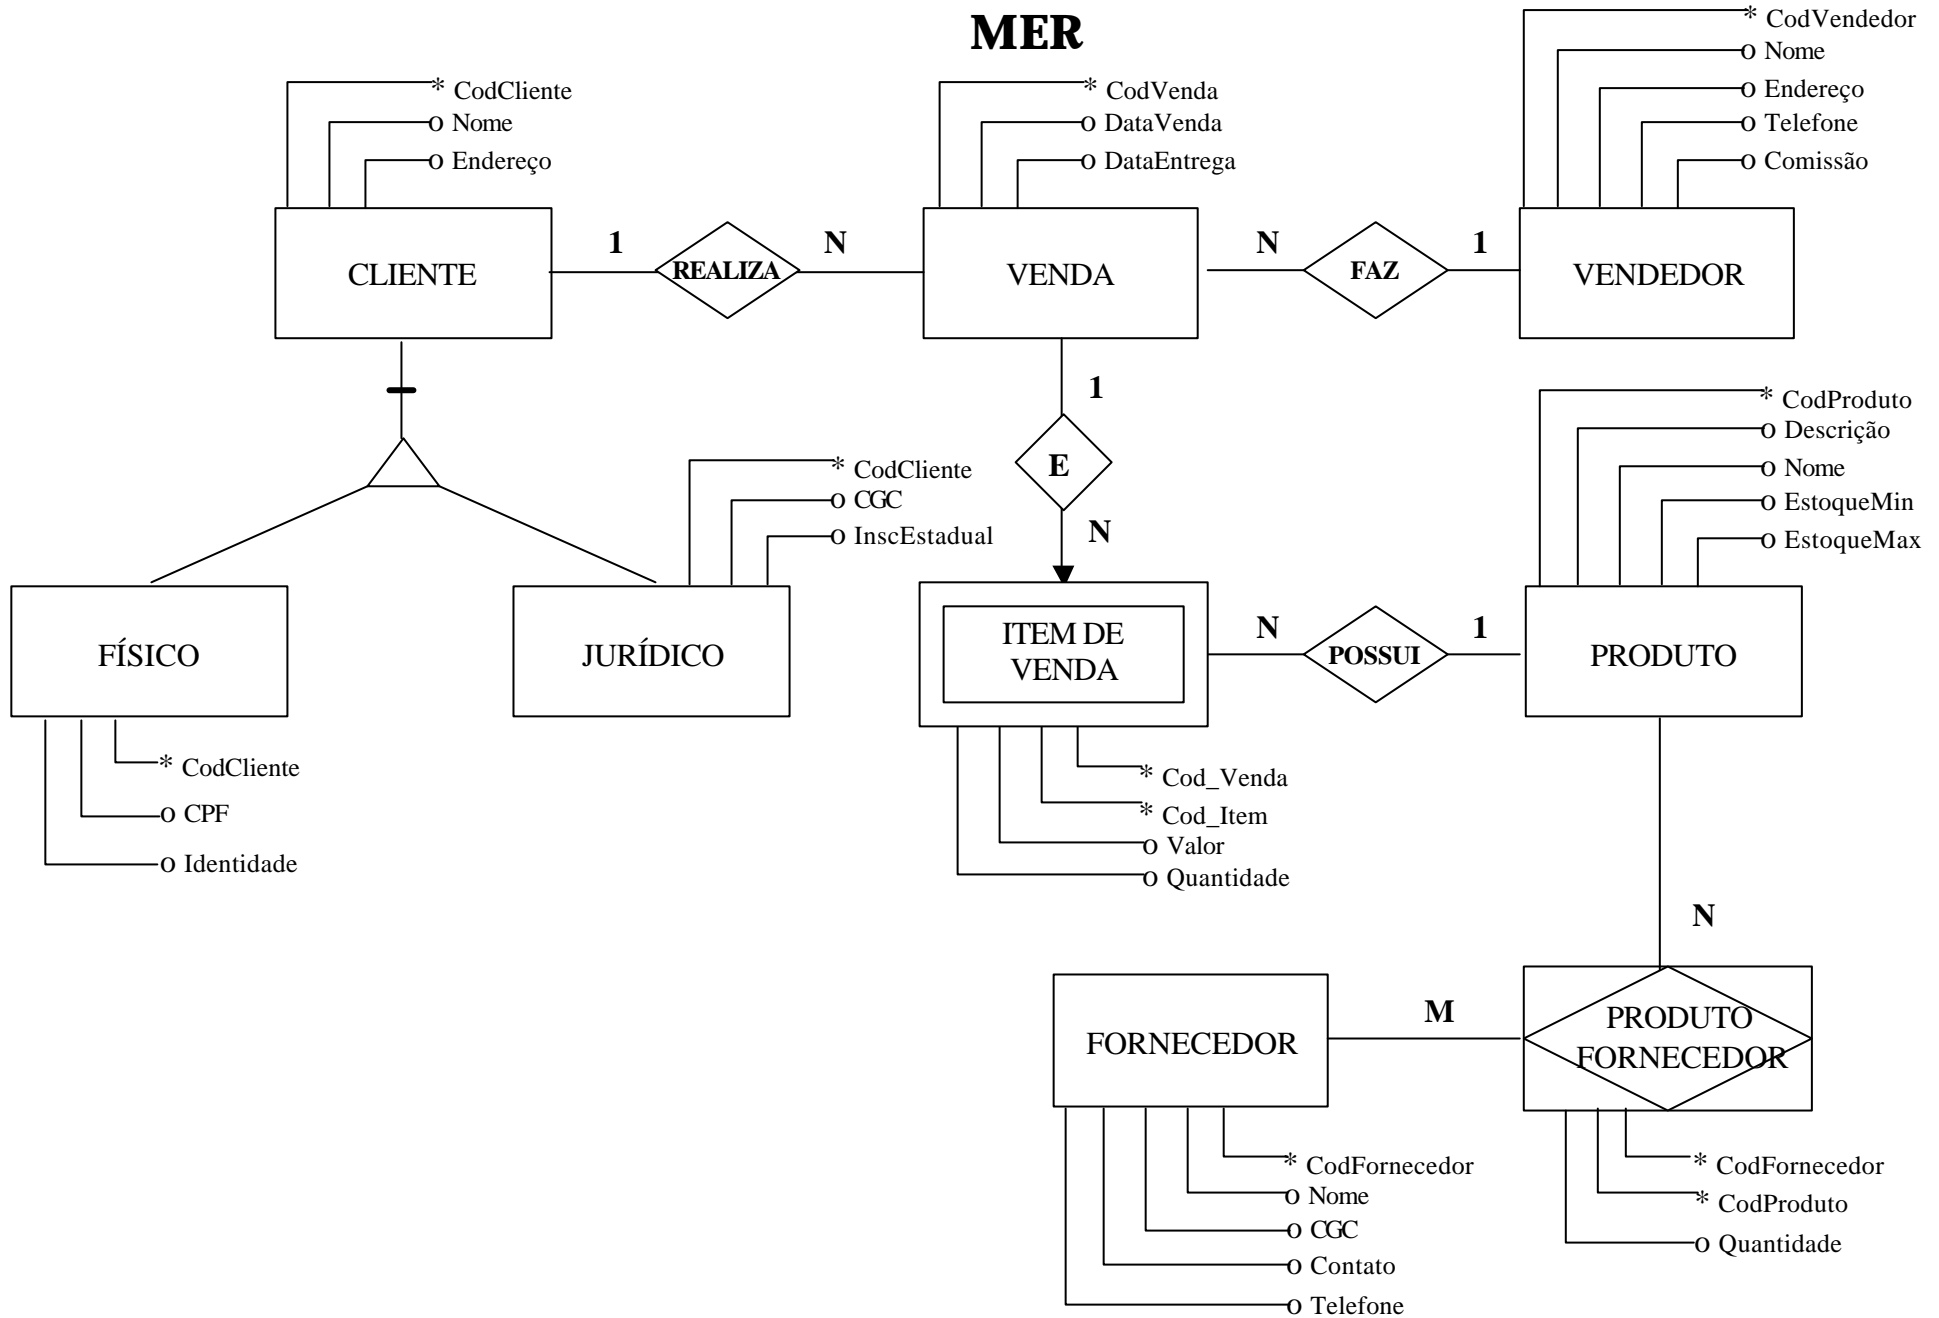 MER
* CodCliente
o Nome
o Endereço
* CodVenda
o DataVenda
o DataEntrega
* CodVendedor
o Nome
o Endereço
o Telefone
o Comissão
CLIENTE
1
REALIZA
N
VENDA
N
FAZ
1
VENDEDOR
1
E
N
* CodCliente
o CGC
o InscEstadual
* CodProduto
o Descrição
o Nome
o EstoqueMin
o EstoqueMax
FÍSICO
JURÍDICO
ITEM DE
VENDA
N
POSSUI
1
PRODUTO
* CodCliente
o CPF
o Identidade
* Cod_Venda
* Cod_Item
o Valor
o Quantidade
N
FORNECEDOR
M
PRODUTO
FORNECEDOR
* CodFornecedor
o Nome
o CGC
o Contato
o Telefone
* CodFornecedor
* CodProduto
o Quantidade